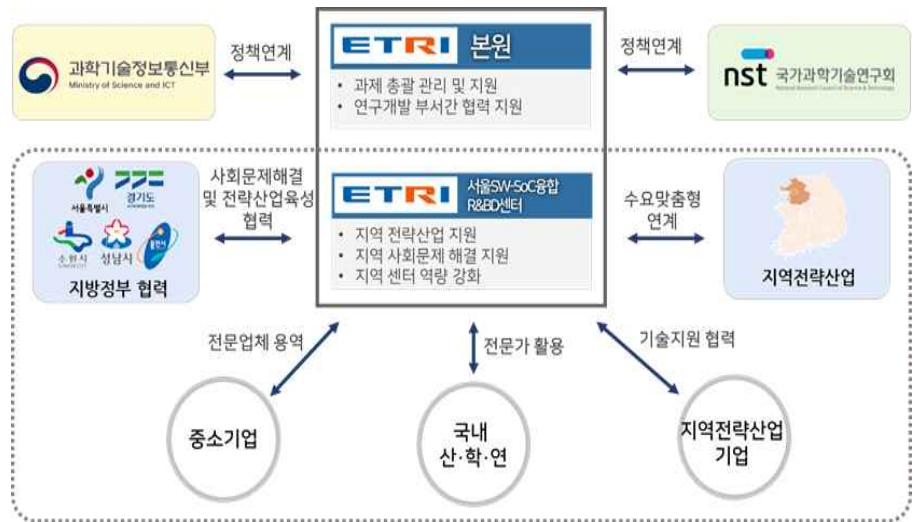 과학기술정보통신부
Ministry of Science and ICT
정책연계
ETRI 본원
• 과제 총괄 관리 및 지원
• 연구개발 부서간 협력 지원
정책연계
nst 국가과학기술연구회
National Research Council of Science & Technology
서울특별시
경기도
수원시
성남시
용인시
지방정부 협력
사회문제해결
및 전략산업육성
협력
ETRI 서울SW-SoC융합
R&BD센터
• 지역 전략산업 지원
• 지역 사회문제 해결 지원
• 지역 센터 역량 강화
수요맞춤형
연계
지역전략산업
전문업체 용역
전문가 활용
기술지원 협력
중소기업
국내
산·학·연
지역전략산업
기업